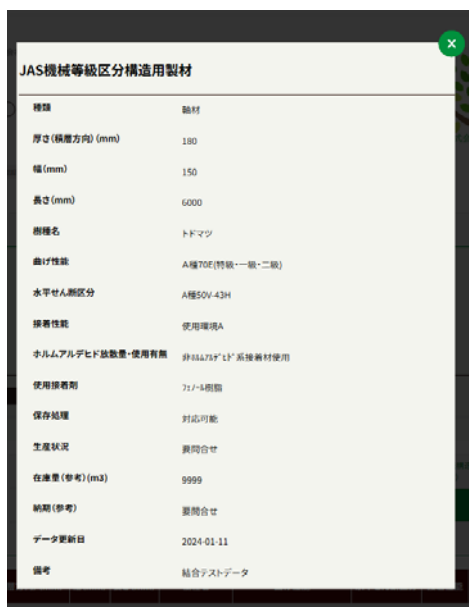 JAS機械等級区分構造用製材
種類 軸材
厚さ(積層方向)(mm) 180
幅(mm) 150
長さ(mm) 6000
樹種名 トドマツ
曲げ性能 A種70E(特級・一級・二級)
水平せん断区分 A種50V-43H
接着性能 使用環境A
ホルムアルデヒド放散量・使用有無 非ﾎﾙﾑｱﾙﾃﾞﾋﾄﾞ系接着材使用
使用接着剤 ﾌｪﾉｰﾙ樹脂
保存処理 対応可能
生産状況 要問合せ
在庫量(参考)(m3) 9999
納期(参考) 要問合せ
データ更新日 2024-01-11
備考 結合テストデータ